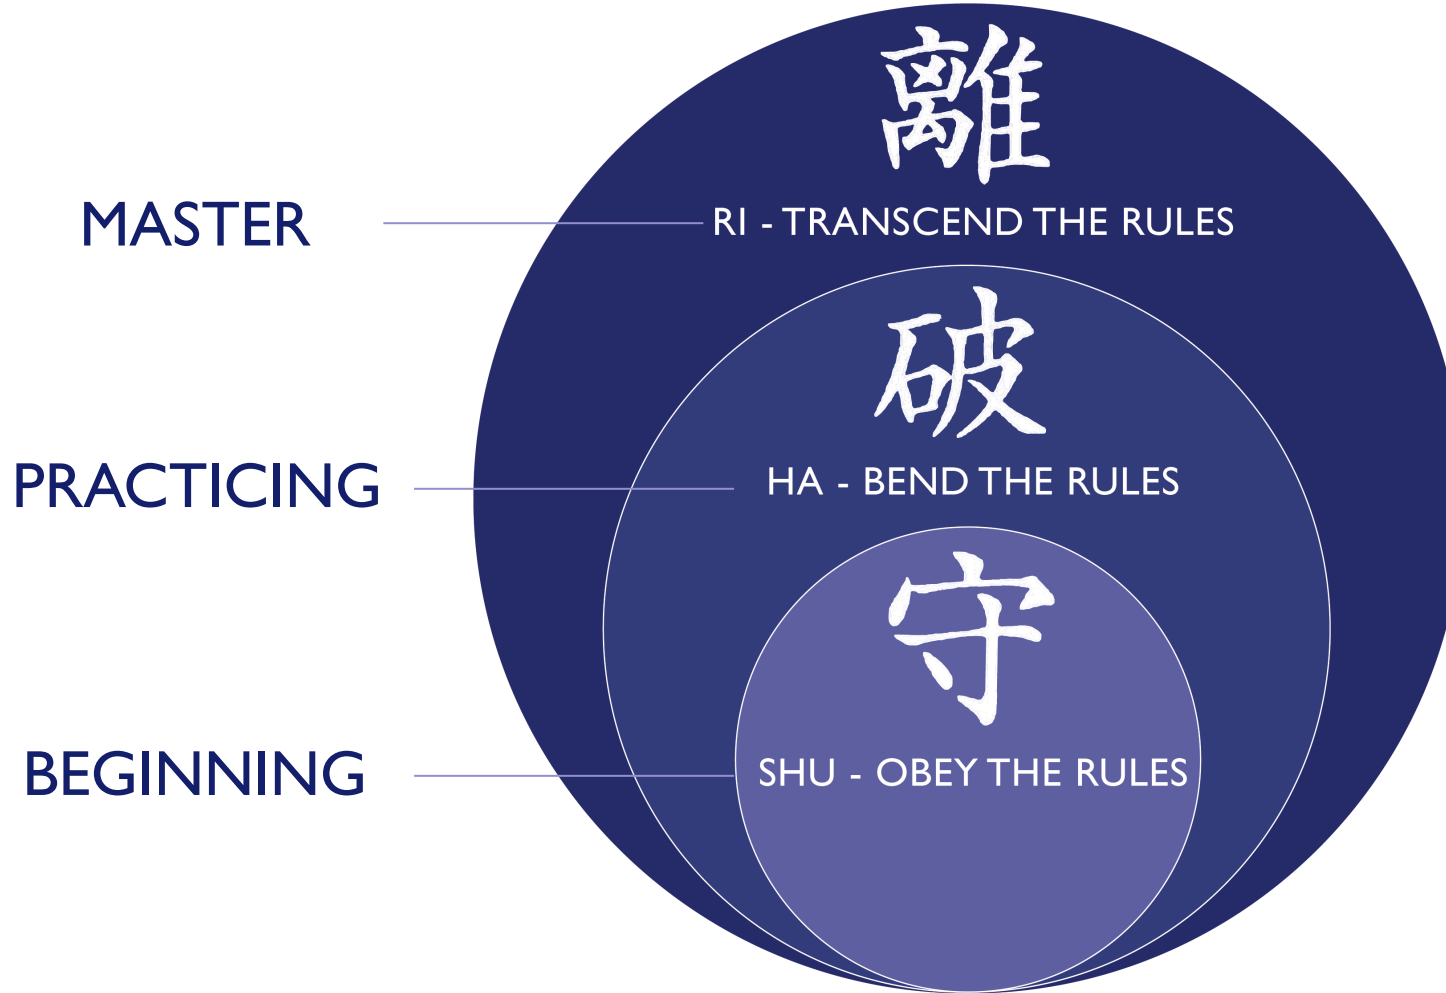 離
MASTER
RI - TRANSCEND THE RULES
破
PRACTICING
HA - BEND THE RULES
守
BEGINNING
SHU - OBEY THE RULES